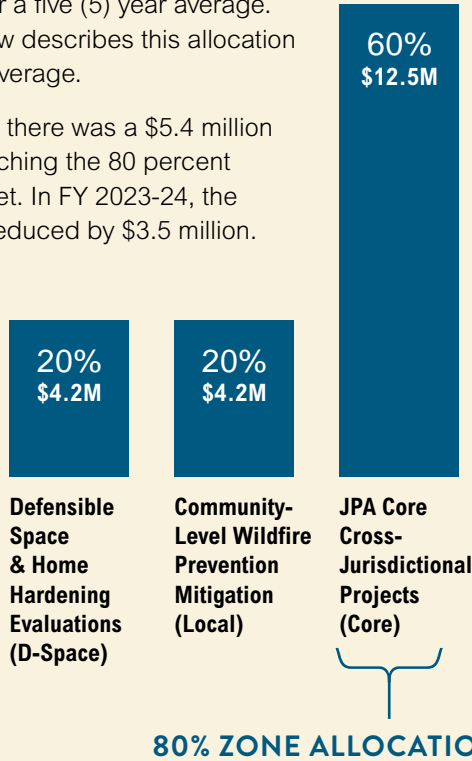 r a five (5) year average.
w describes this allocation
verage.
there was a $5.4 million
ching the 80 percent
et. In FY 2023-24, the
educed by $3.5 million.
60%
$12.5M
20%
$4.2M
20%
$4.2M
Defensible
Space
& Home
Hardening
Evaluations
(D-Space)
Community-
Level Wildfire
Prevention
Mitigation
(Local)
JPA Core
Cross-
Jurisdictional
Projects
(Core)
80% ZONE ALLOCATIO